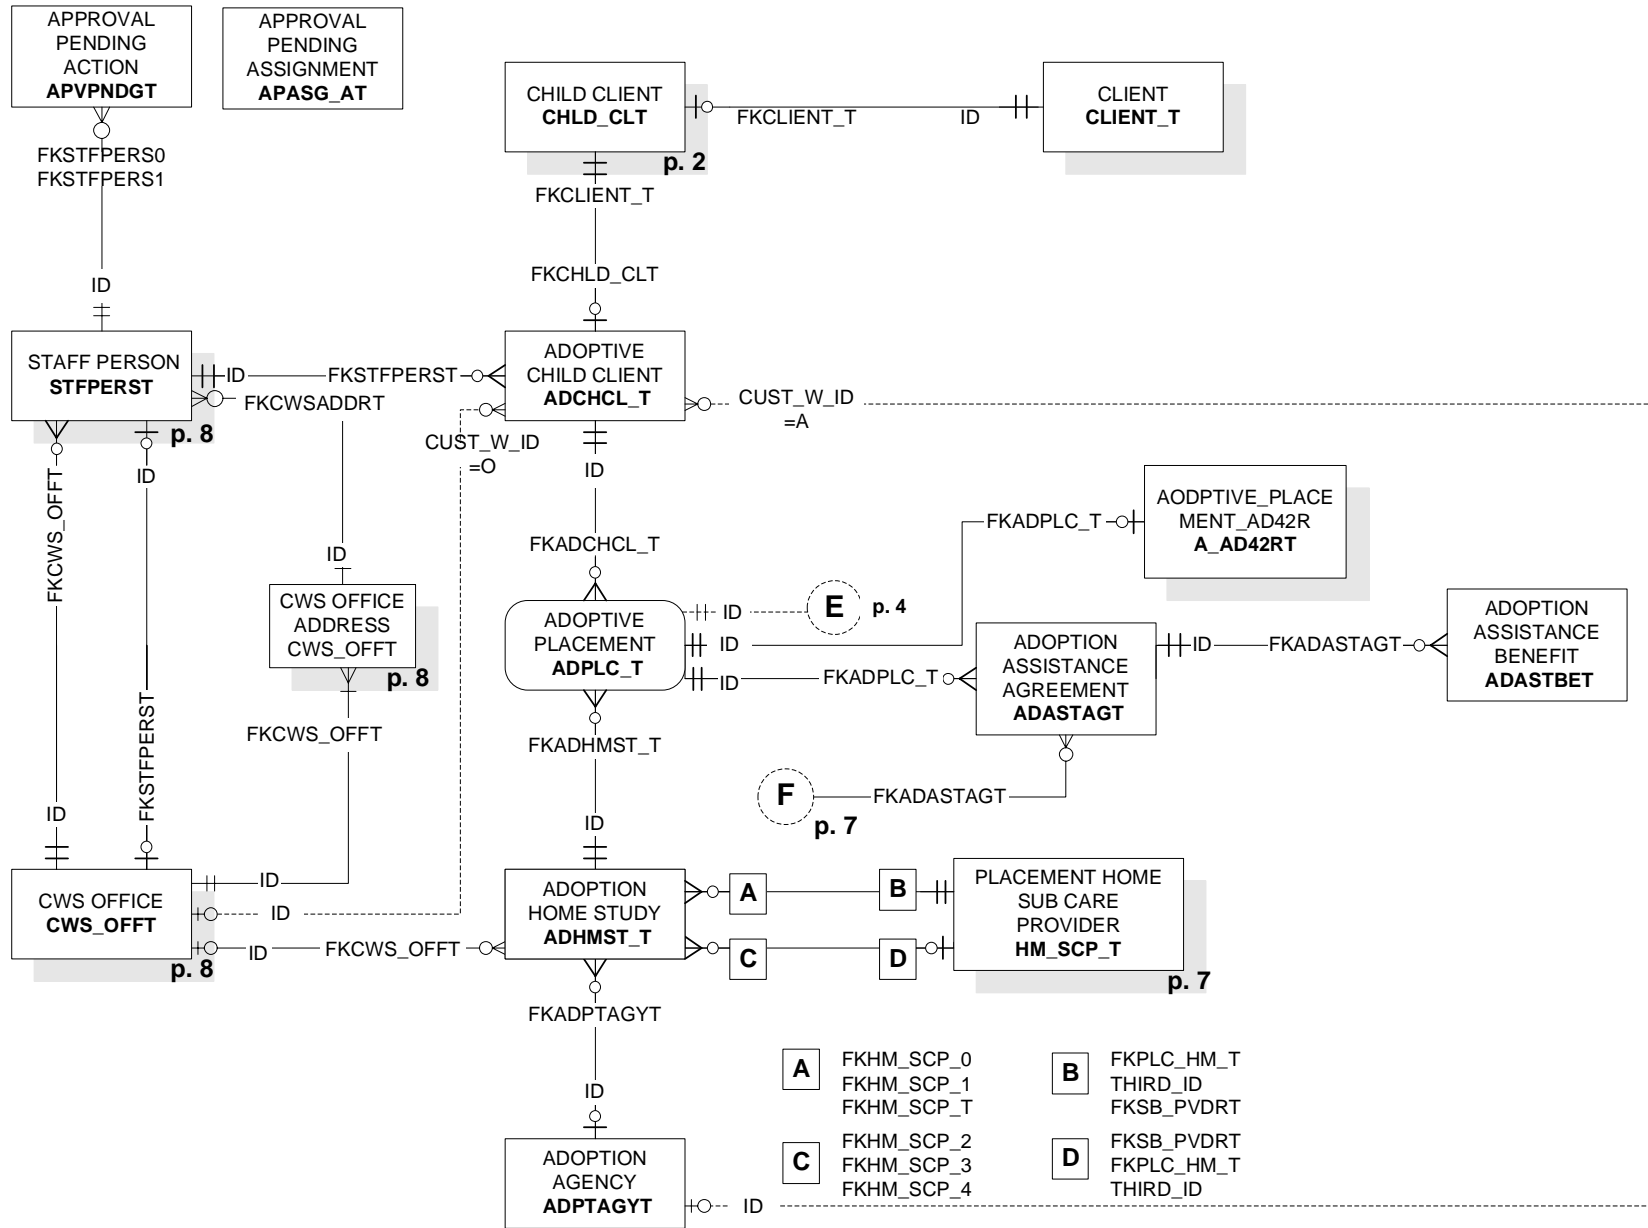 APPROVAL
PENDING
ACTION
APVPNDGT
APPROVAL
PENDING
ASSIGNMENT
APASG_AT
CHILD CLIENT
CHLD_CLT
p. 2
FKCLIENT_T
ID
CLIENT
CLIENT_T
FKSTFPERS0
FKSTFPERS1
ID
FKCLIENT_T
FKCHLD_CLT
STAFF PERSON
STFPERST
p. 8
ID
FKSTFPERST
FKCWSADDRT
ADOPTIVE
CHILD CLIENT
ADCHCL_T
CUST_W_ID
=A
CUST_W_ID
=O
ID
FKCWS_OFFT
ID
ID
FKADCHCL_T
FKADPLC_T
AODPTIVE_PLACE
MENT_AD42R
A_AD42RT
CWS OFFICE
ADDRESS
CWS_OFFT
p. 8
ADOPTIVE
PLACEMENT
ADPLC_T
ID
E
p. 4
ID
ID
FKADPLC_T
ADOPTION
ASSISTANCE
AGREEMENT
ADASTAGT
ID
FKADASTAGT
ADOPTION
ASSISTANCE
BENEFIT
ADASTBET
FKCWS_OFFT
FKADHMST_T
F
FKADASTAGT
p. 7
ID
FKSTFPERST
ID
CWS OFFICE
CWS_OFFT
p. 8
ID
ID
ID
FKCWS_OFFT
ADOPTION
HOME STUDY
ADHMST_T
A
B
C
D
PLACEMENT HOME
SUB CARE
PROVIDER
HM_SCP_T
p. 7
FKADPTAGYT
ID
A
FKHM_SCP_0
FKHM_SCP_1
FKHM_SCP_T
B
FKPLC_HM_T
THIRD_ID
FKSB_PVDRT
C
FKHM_SCP_2
FKHM_SCP_3
FKHM_SCP_4
D
FKSB_PVDRT
FKPLC_HM_T
THIRD_ID
ADOPTION
AGENCY
ADPTAGYT
ID